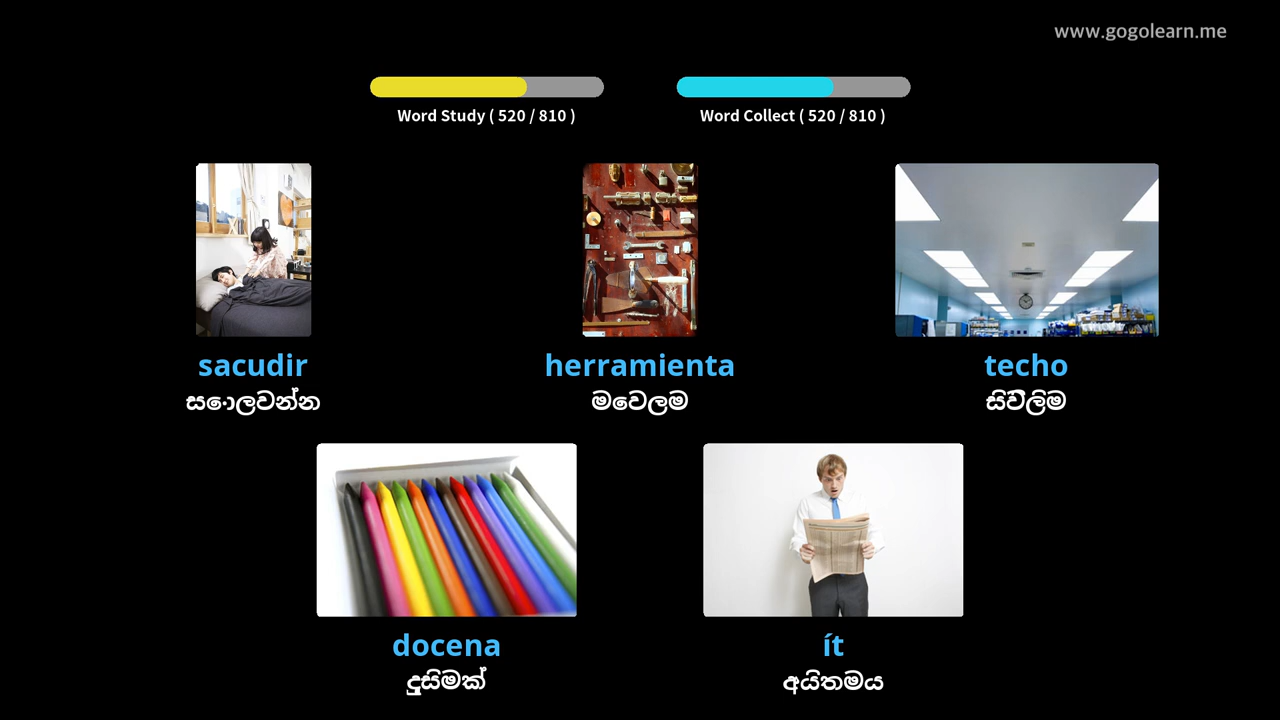 www.gogolearn.me
Word Study ( 520 / 810 )
Word Collect ( 520 / 810 )
sacudir
herramienta
techo
සොලවන්න
මෙවලම
සිවිලිම
docena
ít
දුසිමක්
අයිතමය